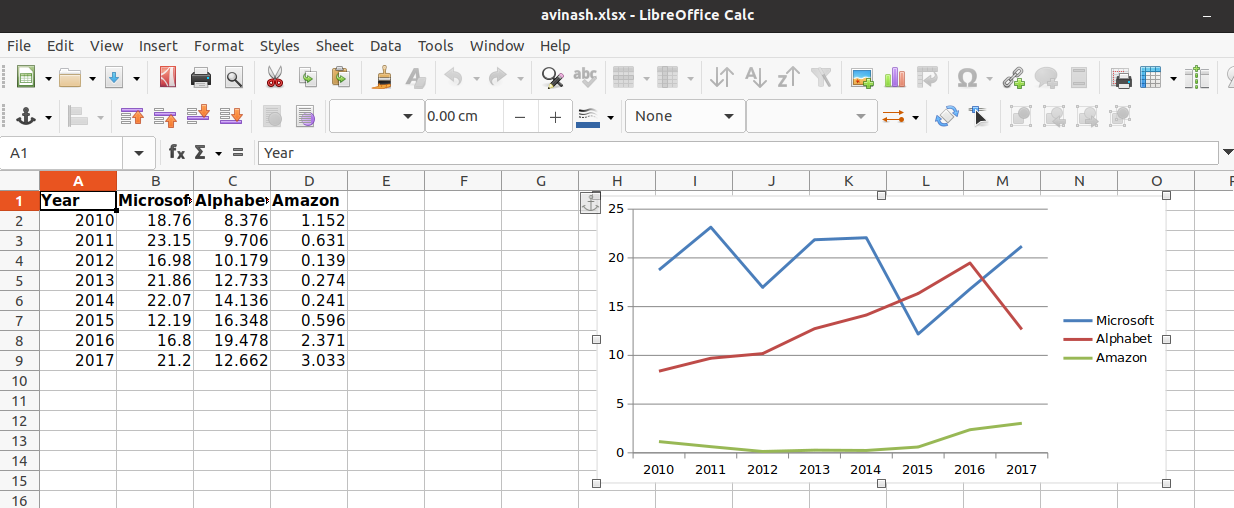 avinash.xlsx - LibreOffice Calc
File Edit View Insert Format Styles Sheet Data Tools Window Help
abc
0.00 cm
None
A1
Year
A B C D E F G H I J K L M N O
1 Year Microsof Alphabe Amazon
2 2010 18.76 8.376 1.152
3 2011 23.15 9.706 0.631
4 2012 16.98 10.179 0.139
5 2013 21.86 12.733 0.274
6 2014 22.07 14.136 0.241
7 2015 12.19 16.348 0.596
8 2016 16.8 19.478 2.371
9 2017 21.2 12.662 3.033
10
11
12
13
14
15
16
25
20
15
10
5
0
2010 2011 2012 2013 2014 2015 2016 2017
Microsoft
Alphabet
Amazon